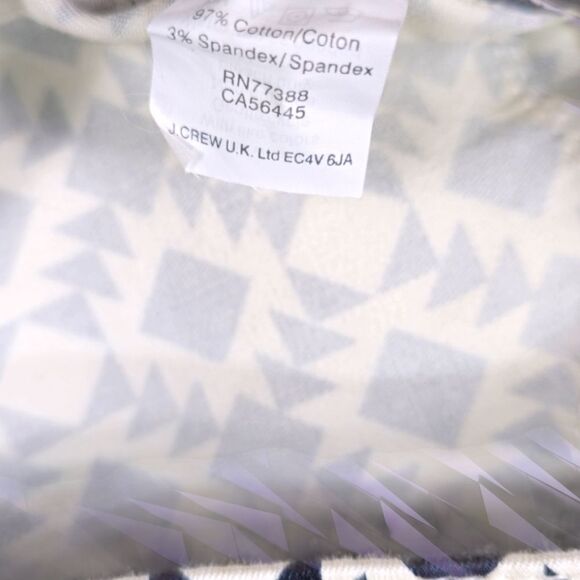 97% Cotton/Coton
3% Spandex/Spandex
RN77388
CA56445
J.CREW U.K. Ltd EC4V 6JA